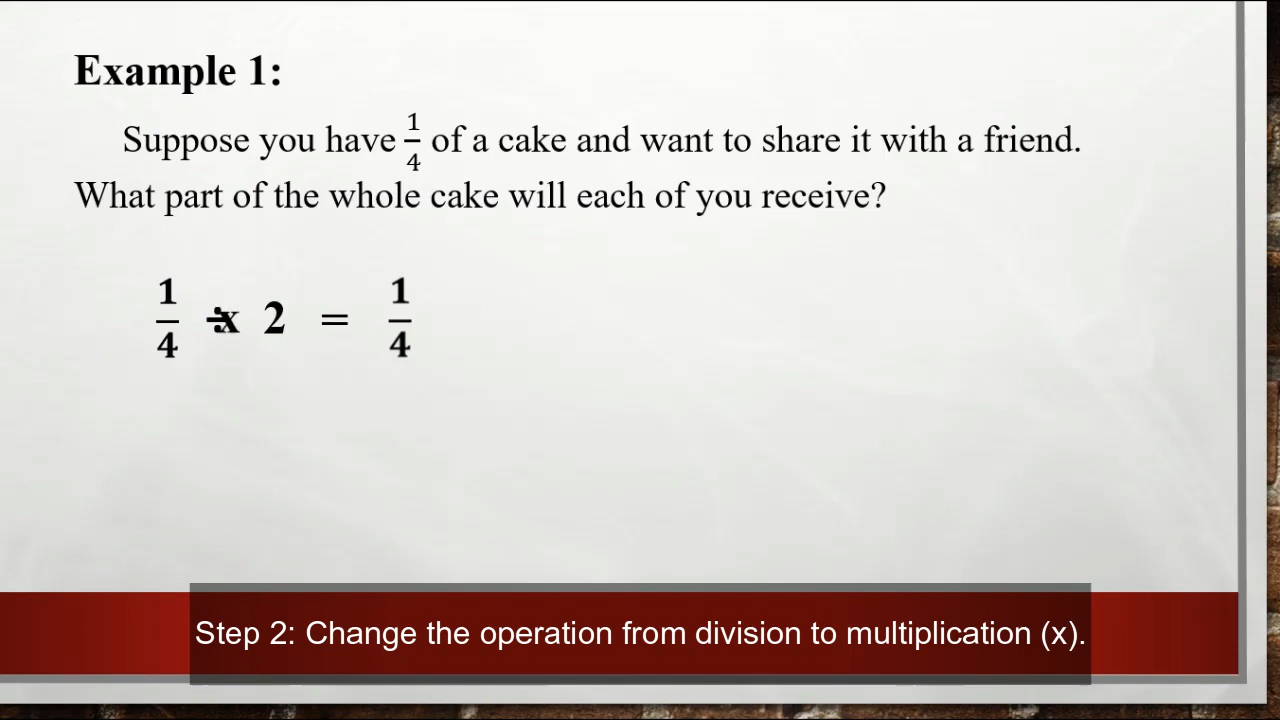 Example 1:
Suppose you have 1/4 of a cake and want to share it with a friend.
What part of the whole cake will each of you receive?
1/4 ÷x 2 = 1/4
Step 2: Change the operation from division to multiplication (x).